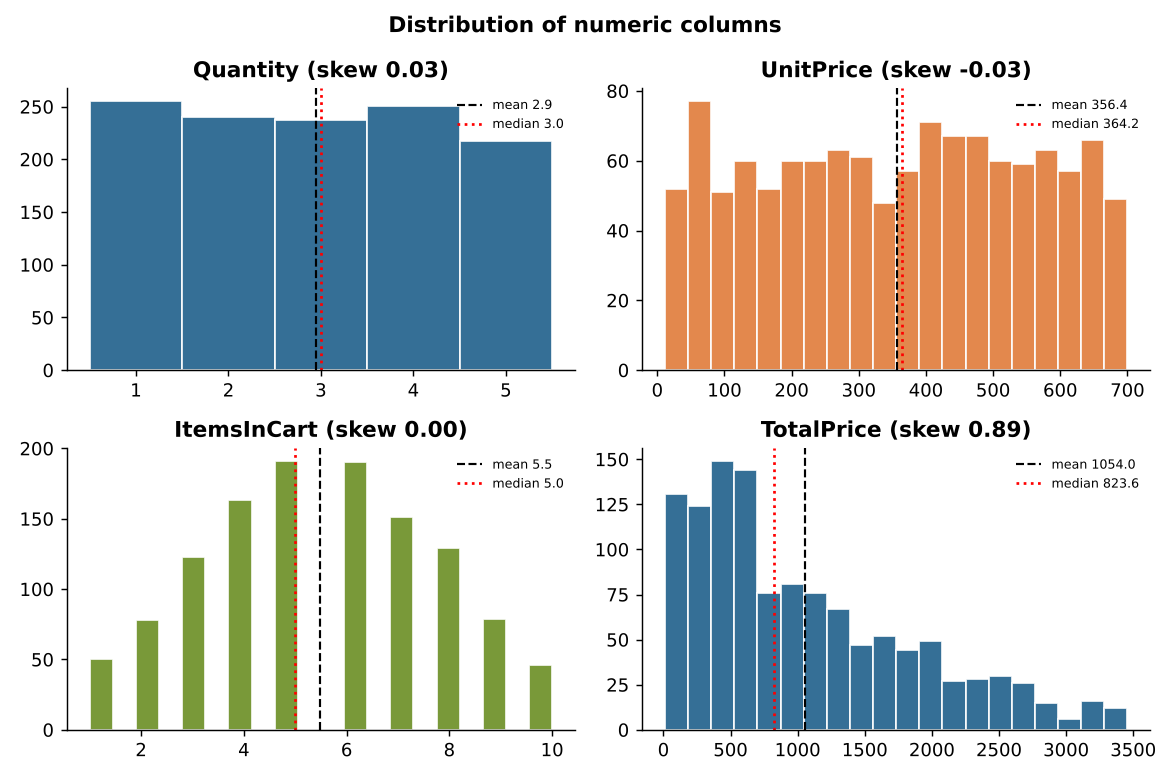 Distribution of numeric columns
Quantity (skew 0.03)
250
200
150
100
50
0
mean 2.9
median 3.0
1 2 3 4 5
UnitPrice (skew -0.03)
80
60
40
20
0
mean 356.4
median 364.2
0 100 200 300 400 500 600 700
ItemsInCart (skew 0.00)
200
150
100
50
0
mean 5.5
median 5.0
2 4 6 8 10
TotalPrice (skew 0.89)
150
125
100
75
50
25
0
mean 1054.0
median 823.6
0 500 1000 1500 2000 2500 3000 3500